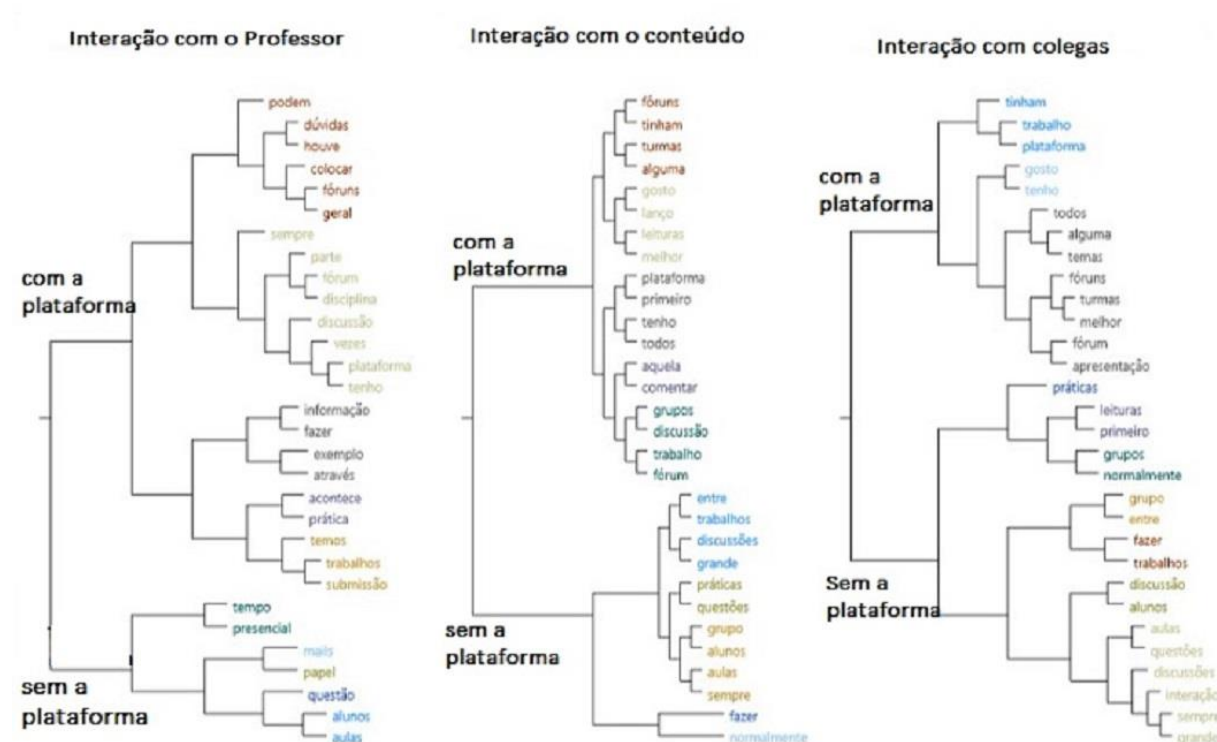 Interação com o Professor
podem
dúvidas
houve
colocar
fóruns
geral
sempre
parte
fórum
disciplina
discussão
vezes
plataforma
tenho
com a
plataforma
informação
fazer
exemplo
através
acontece
prática
temos
trabalhos
submissão
tempo
presencial
mails
papel
questão
alunos
aulas
sem a
plataforma
Interação com o conteúdo
fóruns
tinham
turmas
alguma
gosto
lanço
leituras
melhor
com a
plataforma
plataforma
primeiro
tenho
todos
aquela
comentar
grupos
discussão
trabalho
fórum
entre
trabalhos
discussões
grande
práticas
questões
grupo
alunos
aulas
sempre
sem a
plataforma
fazer
normalmente
Interação com colegas
tinham
trabalho
plataforma
gosto
tenho
com a
plataforma
todos
alguma
temas
fóruns
turmas
melhor
fórum
apresentação
práticas
leituras
primeiro
grupos
normalmente
grupo
entre
fazer
trabalhos
Sem a
plataforma
discussão
alunos
aulas
questões
discussões
interação
sempre
grande